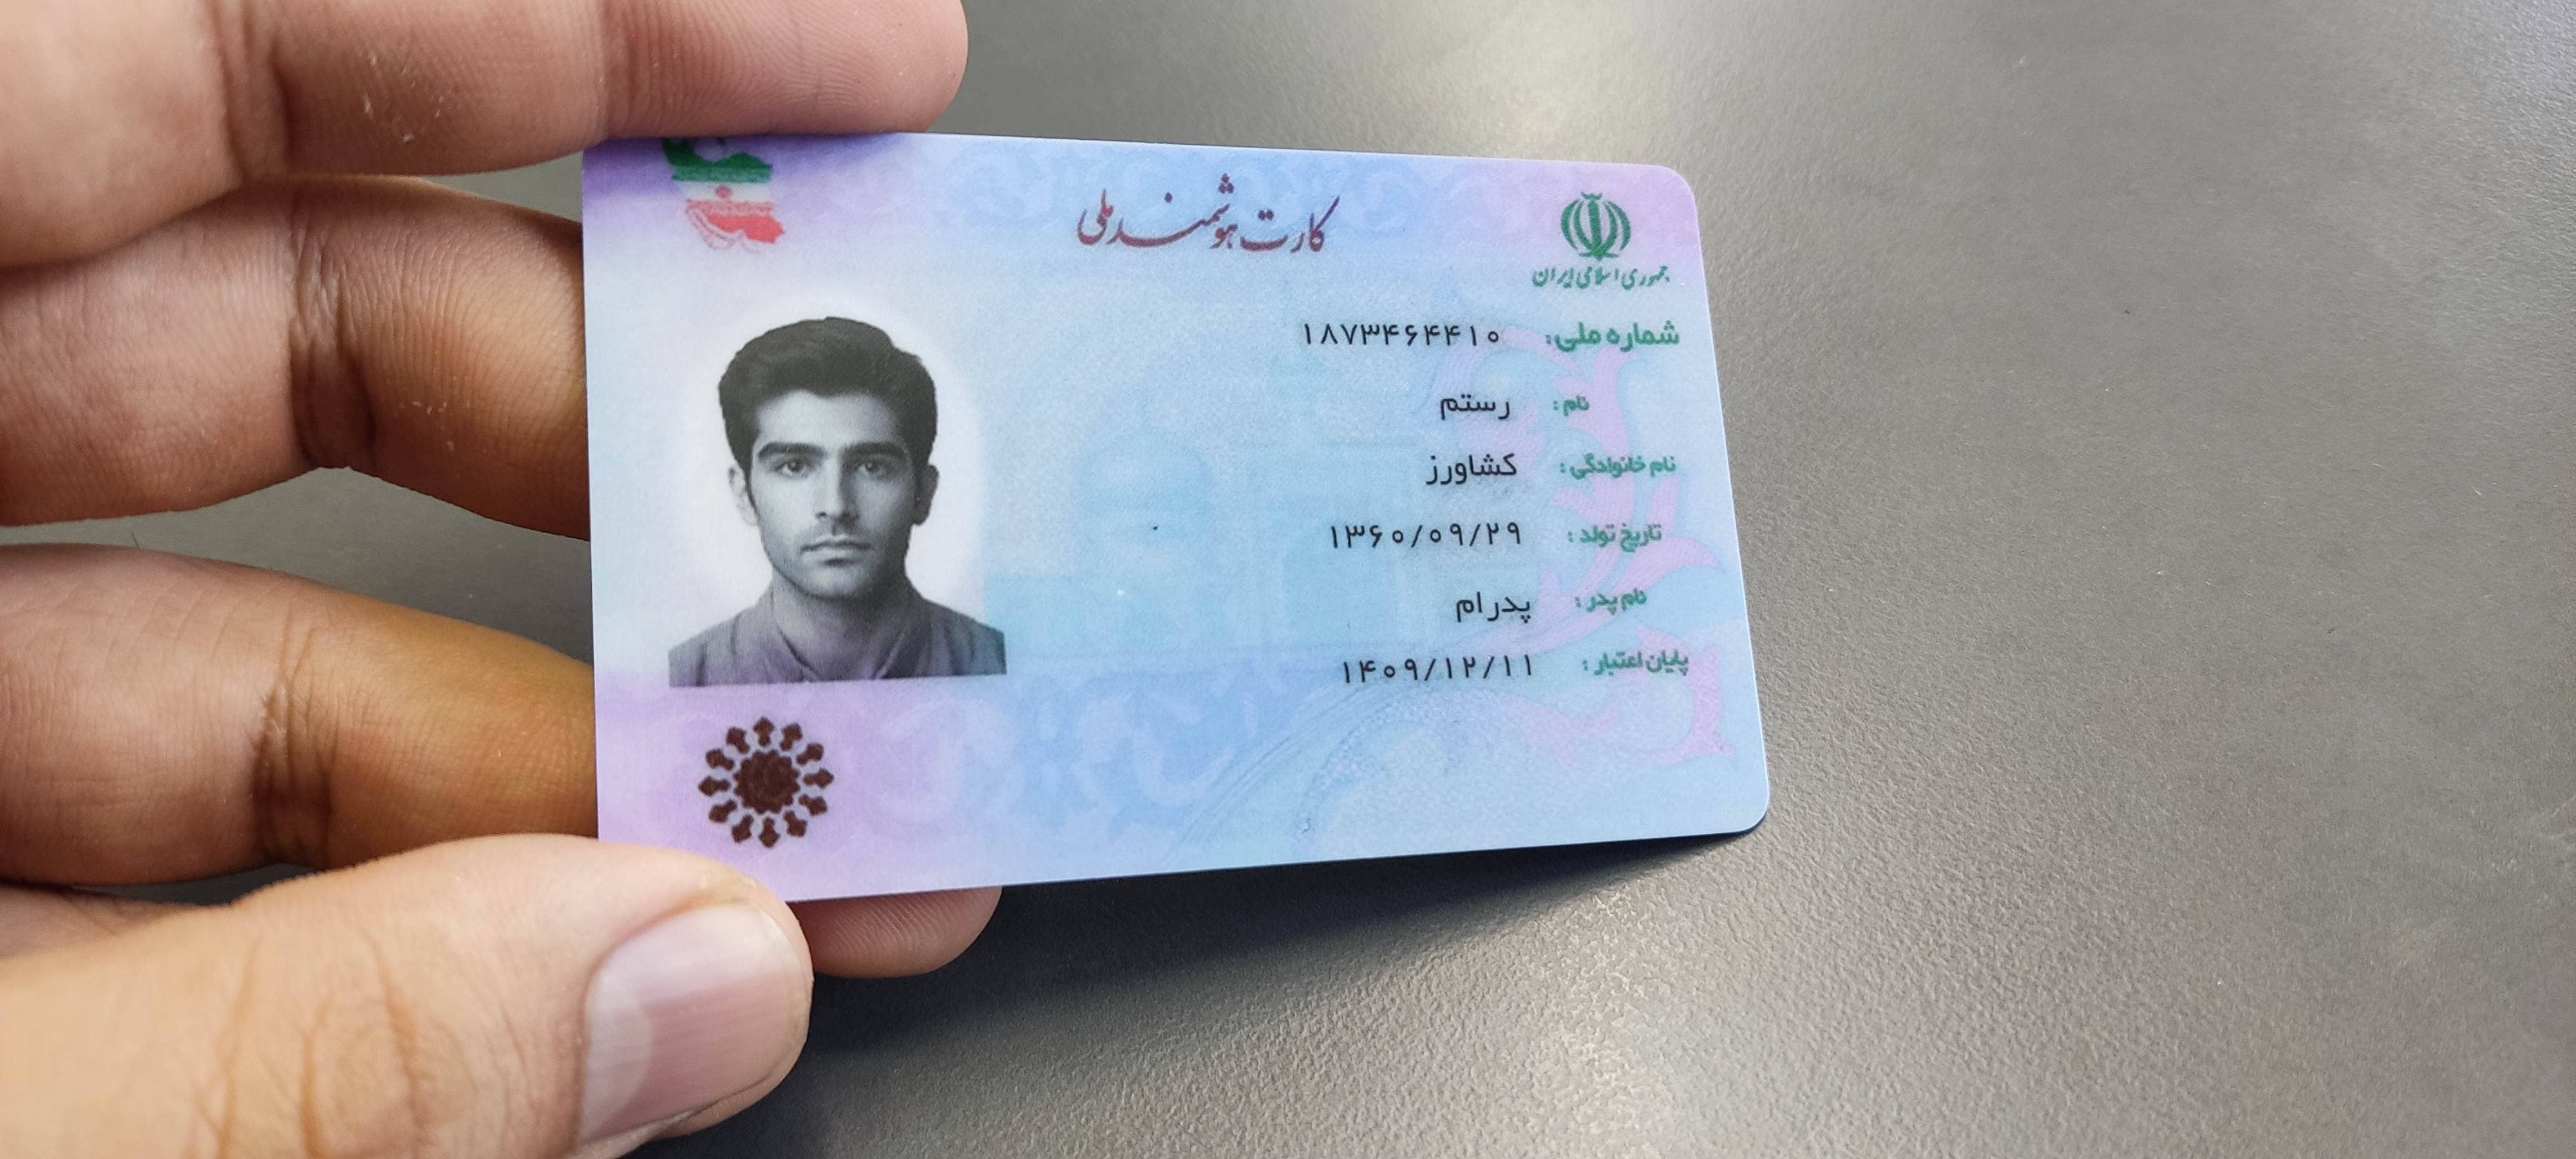 کارت هوشمند ملی
جمهوری اسلامی ایران
شماره ملی: ۱۸۷۳۴۶۴۴۱۰
نام : رستم
نام خانوادگی : کشاورز
تاریخ تولد : ۱۳۶۰/۰۹/۲۹
نام پدر : پدرام
پایان اعتبار : ۱۴۰۹/۱۲/۱۱